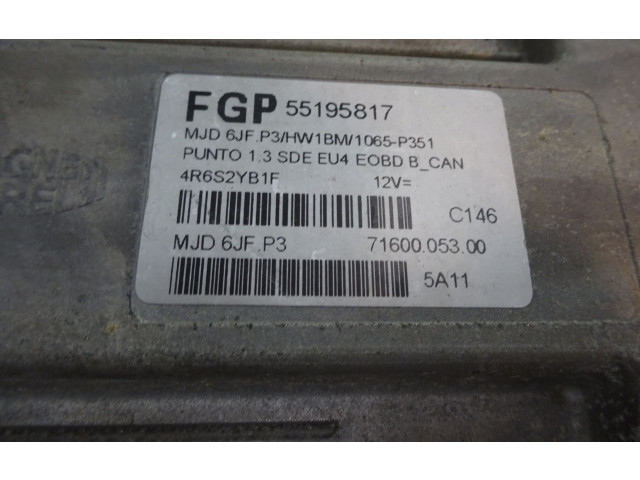 FGP 55195817
MJD 6JF.P3/HW1BM/1065-P351
PUNTO 1.3 SDE EU4 EOBD B_CAN
4R6S2YB1F 12V=
C146
MJD 6JF.P3 71600.053.00
5A11